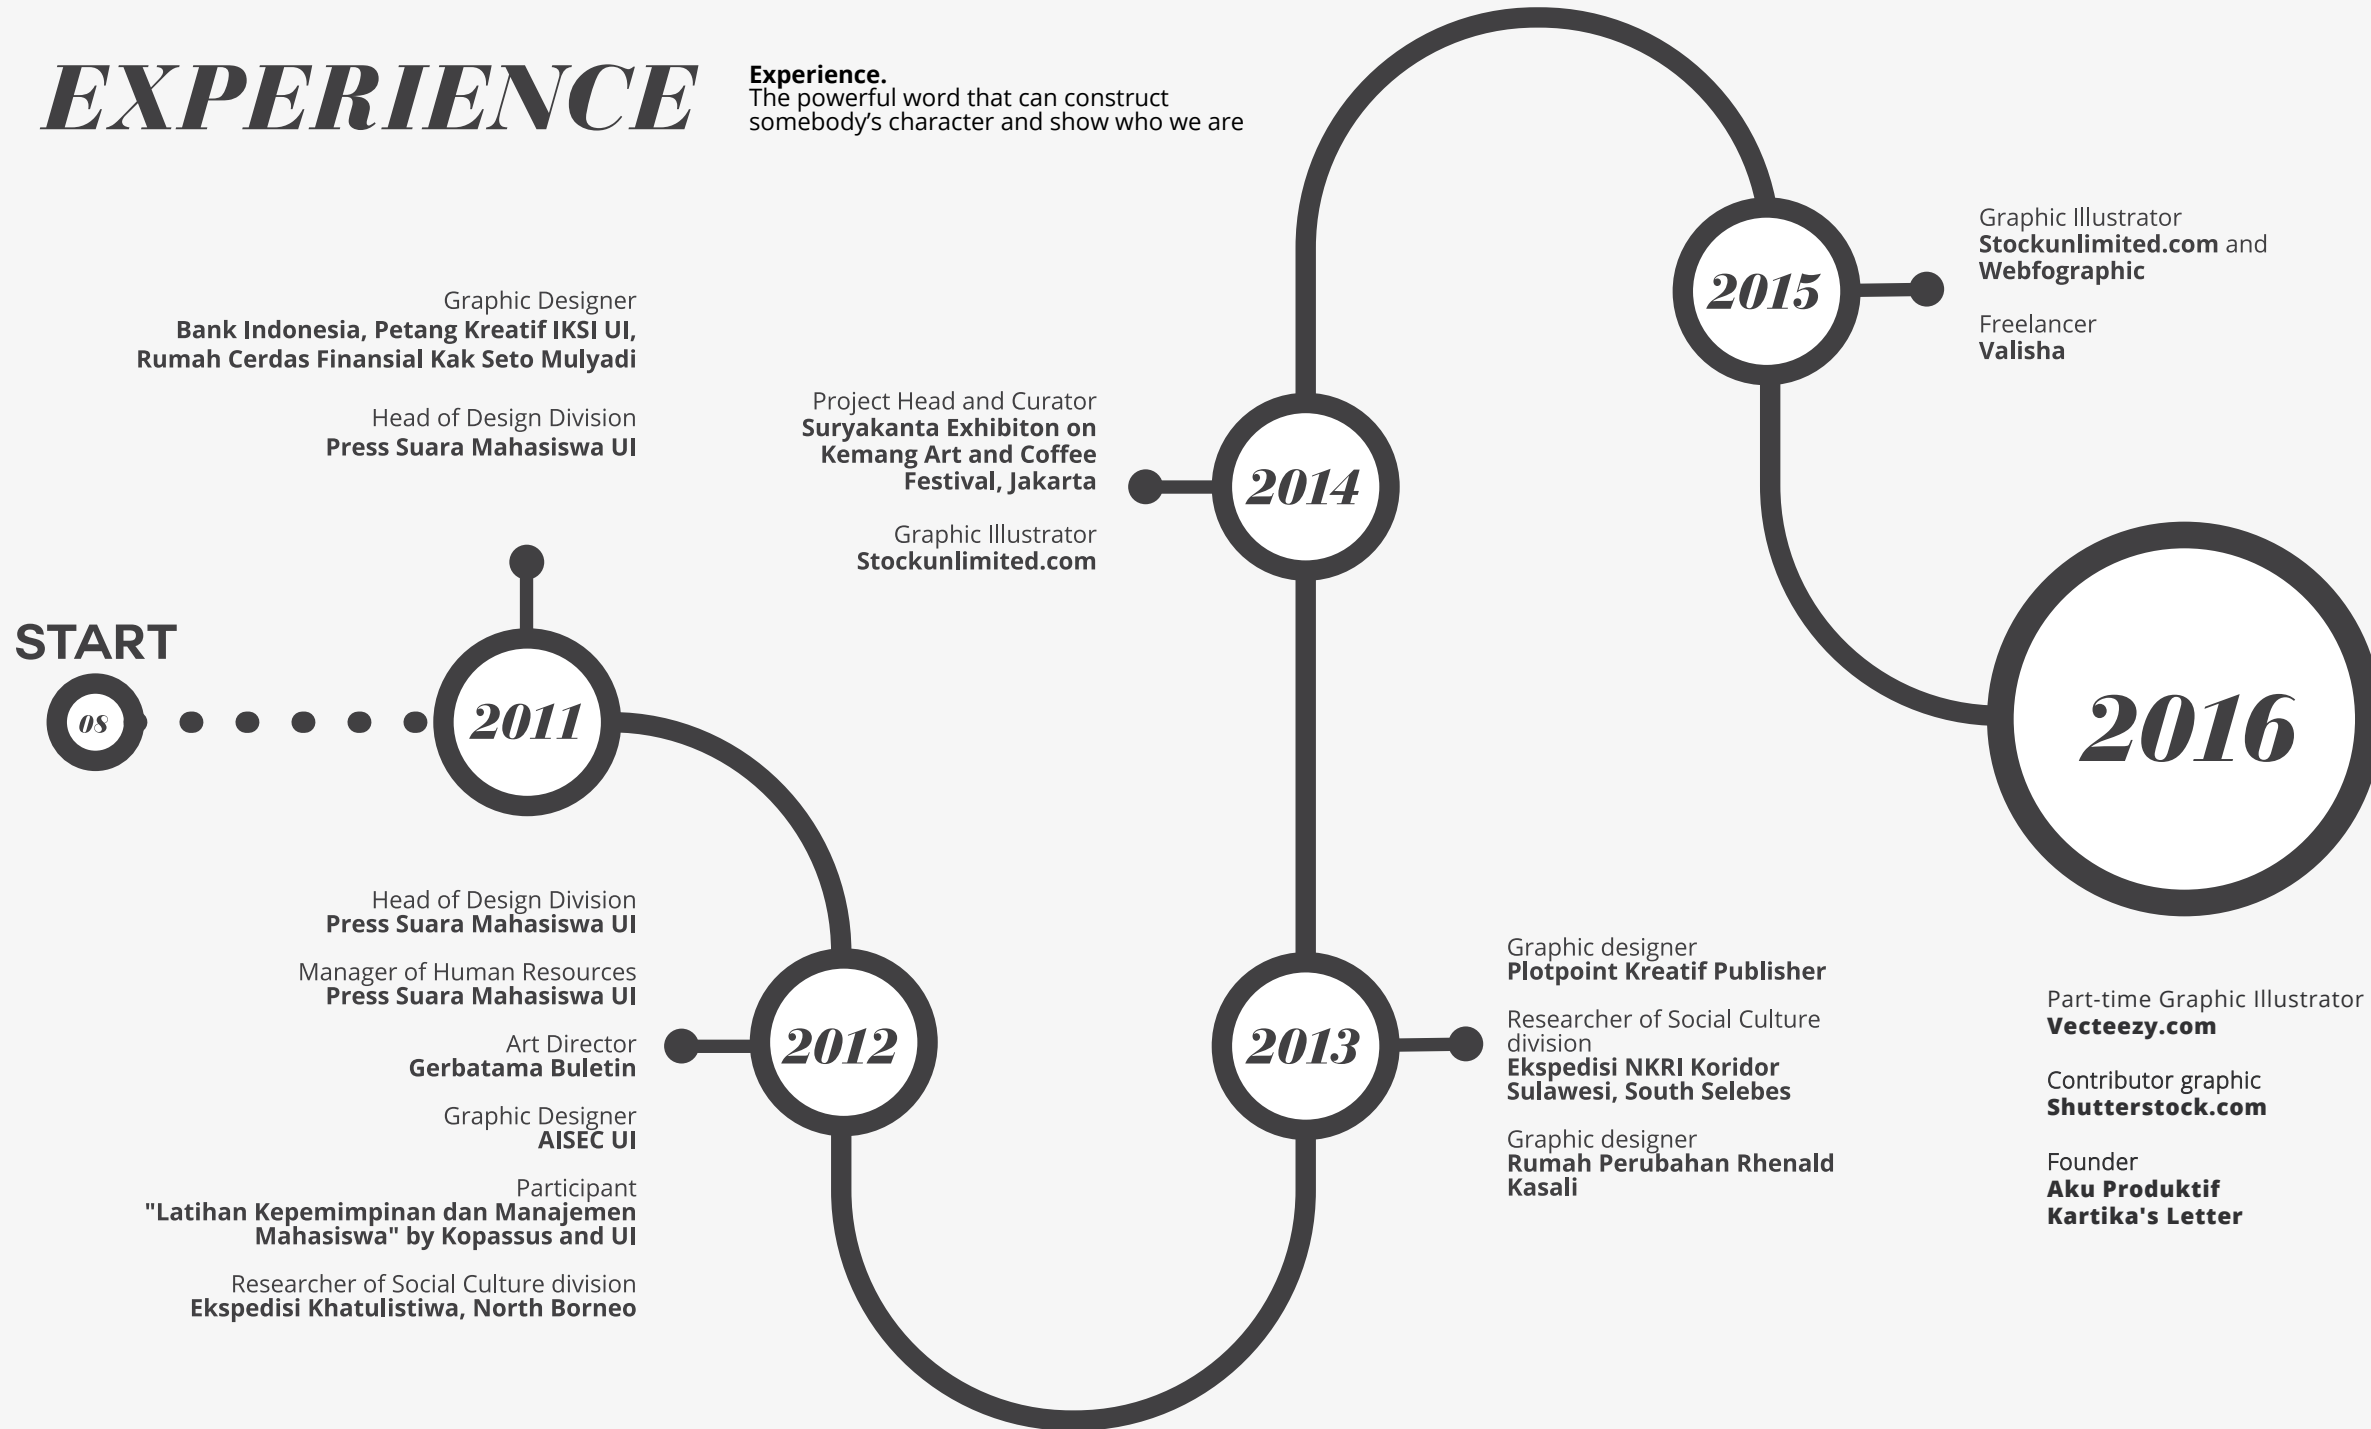 EXPERIENCE
Experience.
The powerful word that can construct
somebody’s character and show who we are
START
08
2011
Graphic Designer
Bank Indonesia, Petang Kreatif IKSI UI,
Rumah Cerdas Finansial Kak Seto Mulyadi
Head of Design Division
Press Suara Mahasiswa UI
2012
Head of Design Division
Press Suara Mahasiswa UI
Manager of Human Resources
Press Suara Mahasiswa UI
Art Director
Gerbatama Buletin
Graphic Designer
AISEC UI
Participant
"Latihan Kepemimpinan dan Manajemen
Mahasiswa" by Kopassus and UI
Researcher of Social Culture division
Ekspedisi Khatulistiwa, North Borneo
2013
Graphic designer
Plotpoint Kreatif Publisher
Researcher of Social Culture
division
Ekspedisi NKRI Koridor
Sulawesi, South Selebes
Graphic designer
Rumah Perubahan Rhenald
Kasali
2014
Project Head and Curator
Suryakanta Exhibiton on
Kemang Art and Coffee
Festival, Jakarta
Graphic Illustrator
Stockunlimited.com
2015
Graphic Illustrator
Stockunlimited.com and
Webfographic
Freelancer
Valisha
2016
Part-time Graphic Illustrator
Vecteezy.com
Contributor graphic
Shutterstock.com
Founder
Aku Produktif
Kartika's Letter